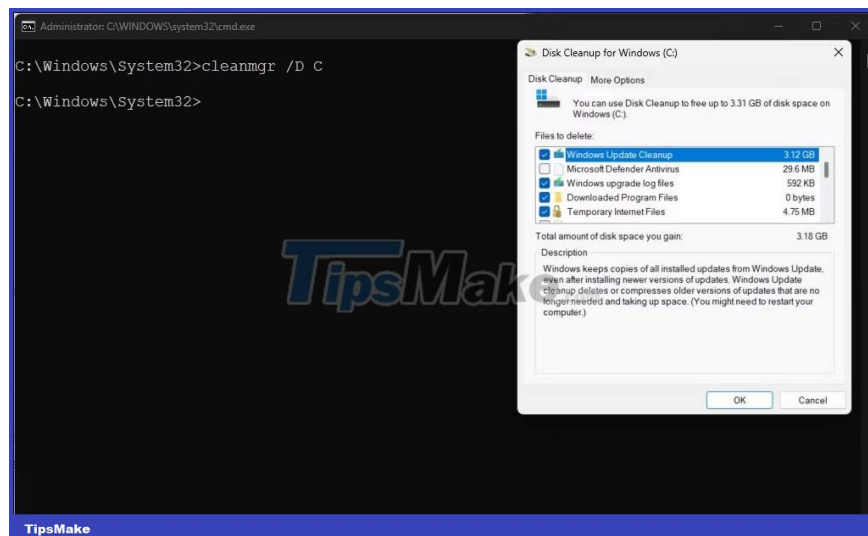 Administrator: C:\WINDOWS\system32\cmd.exe
C:\Windows\System32>cleanmgr /D C
C:\Windows\System32>
Disk Cleanup for Windows (C:)
Disk Cleanup More Options
You can use Disk Cleanup to free up to 3.31 GB of disk space on
Windows (C:).
Files to delete:
Windows Update Cleanup 3.12 GB
Microsoft Defender Antivirus 29.6 MB
Windows upgrade log files 592 KB
Downloaded Program Files 0 bytes
Temporary Internet Files 4.75 MB
Total amount of disk space you gain: 3.18 GB
Description
Windows keeps copies of all installed updates from Windows Update,
even after installing newer versions of updates. Windows Update
cleanup deletes or compresses older versions of updates that are no
longer needed and taking up space. (You might need to restart your
computer.)
OK Cancel
TipsMake
TipsMake